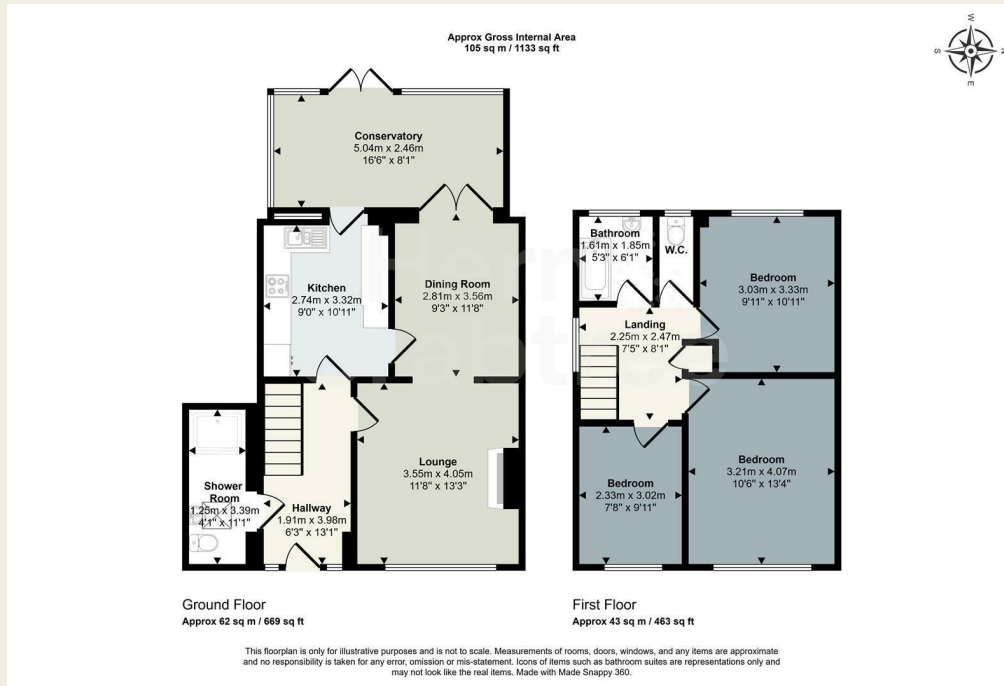 Approx Gross Internal Area
105 sq m / 1133 sq ft
W
S
N
E
Conservatory
5.04m x 2.46m
16'6" x 8'1"
Kitchen
2.74m x 3.32m
9'0" x 10'11"
Dining Room
2.81m x 3.56m
9'3" x 11'8"
Lounge
3.55m x 4.05m
11'8" x 13'3"
Shower
Room
1.25m x 3.39m
4'1" x 11'1"
Hallway
1.91m x 3.98m
6'3" x 13'1"
Bathroom
1.61m x 1.85m
5'3" x 6'1"
W.C.
Bedroom
3.03m x 3.33m
9'11" x 10'11"
Landing
2.25m x 2.47m
7'5" x 8'1"
Bedroom
2.33m x 3.02m
7'8" x 9'11"
Bedroom
3.21m x 4.07m
10'6" x 13'4"
Ground Floor
Approx 62 sq m / 669 sq ft
First Floor
Approx 43 sq m / 463 sq ft
This floorplan is only for illustrative purposes and is not to scale. Measurements of rooms, doors, windows, and any items are approximate
and no responsibility is taken for any error, omission or mis-statement. Icons of items such as bathroom suites are representations only and
may not look like the real items. Made with Made Snappy 360.